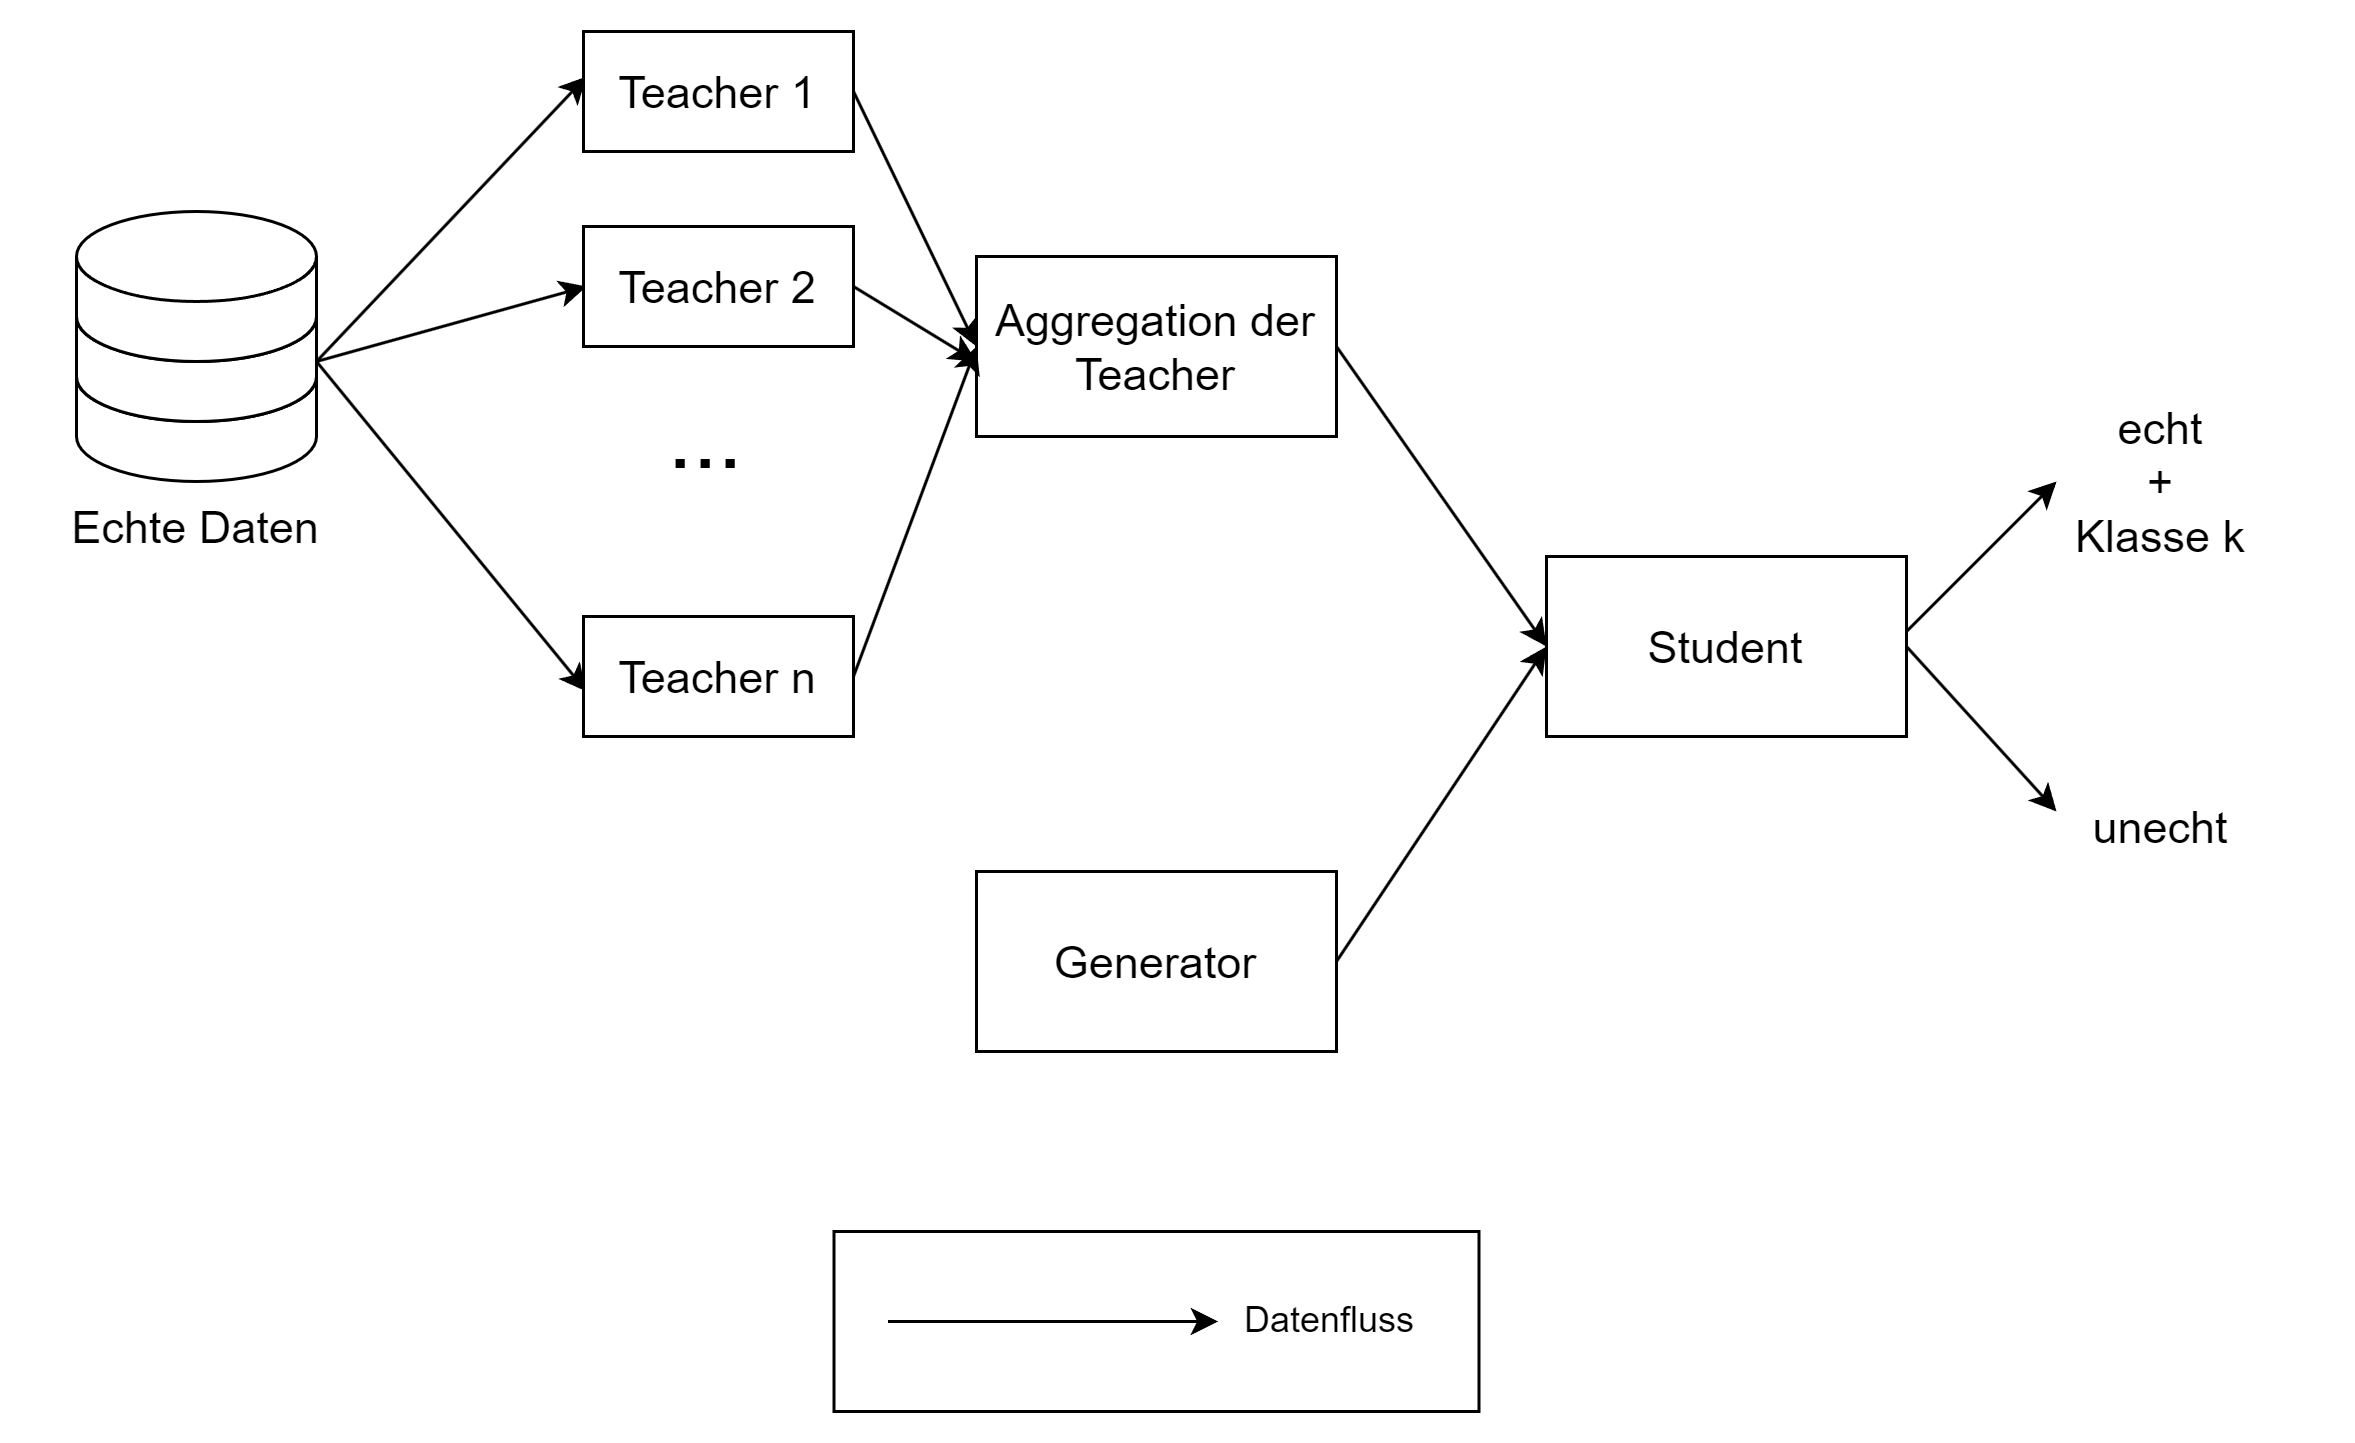 Teacher 1
Teacher 2
...
Teacher n
Echte Daten
Aggregation der
Teacher
Generator
Student
echt
+
Klasse k
unecht
Datenfluss